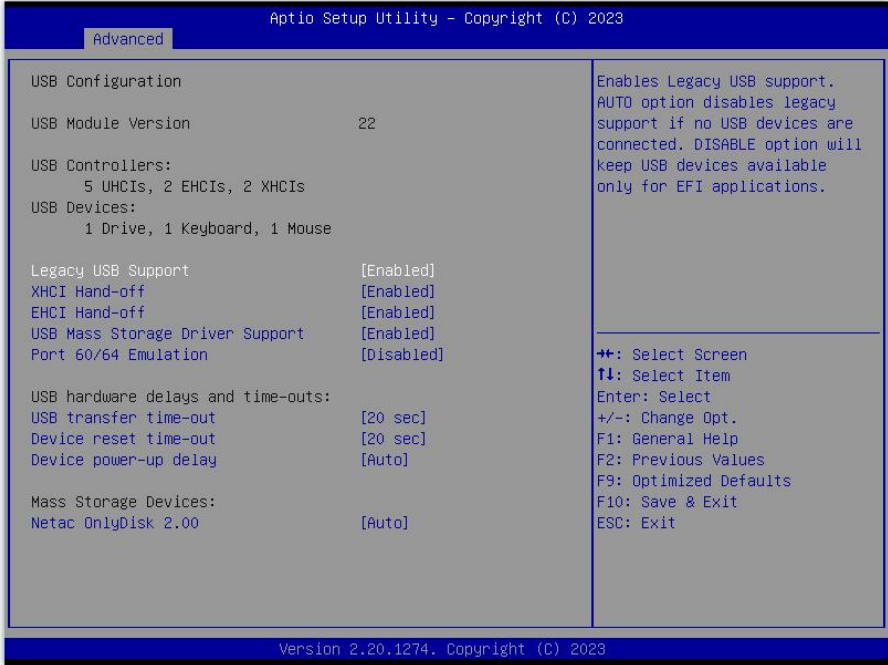 Aptio Setup Utility – Copyright (C) 2023
Advanced
USB Configuration
USB Module Version 22
USB Controllers:
5 UHCIs, 2 EHCIs, 2 XHCIs
USB Devices:
1 Drive, 1 Keyboard, 1 Mouse
Legacy USB Support [Enabled]
XHCI Hand-off [Enabled]
EHCI Hand-off [Enabled]
USB Mass Storage Driver Support [Enabled]
Port 60/64 Emulation [Disabled]
USB hardware delays and time-outs:
USB transfer time-out [20 sec]
Device reset time-out [20 sec]
Device power-up delay [Auto]
Mass Storage Devices:
Netac OnlyDisk 2.00 [Auto]
Enables Legacy USB support.
AUTO option disables legacy
support if no USB devices are
connected. DISABLE option will
keep USB devices available
only for EFI applications.
→←: Select Screen
↑↓: Select Item
Enter: Select
+/-: Change Opt.
F1: General Help
F2: Previous Values
F9: Optimized Defaults
F10: Save & Exit
ESC: Exit
Version 2.20.1274. Copyright (C) 2023